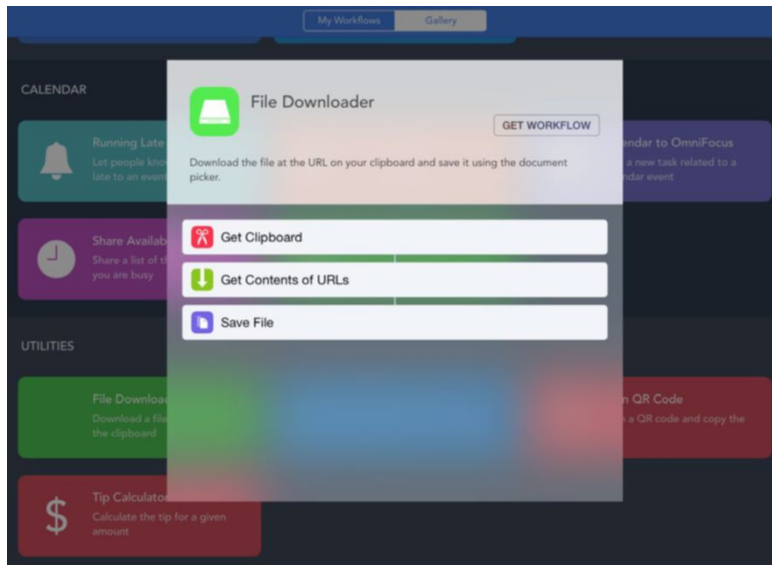 My Workflows
Gallery
CALENDAR
Running Late
Let people kno
late to an event
endar to OmniFocus
a new task related to a
ndar event
Share Availab
Share a list of t
you are busy
File Downloader
GET WORKFLOW
Download the file at the URL on your clipboard and save it using the document
picker.
Get Clipboard
Get Contents of URLs
Save File
UTILITIES
File Downloa
Download a file
the clipboard
n QR Code
a QR code and copy the
Tip Calculato
Calculate the tip for a given
amount
$